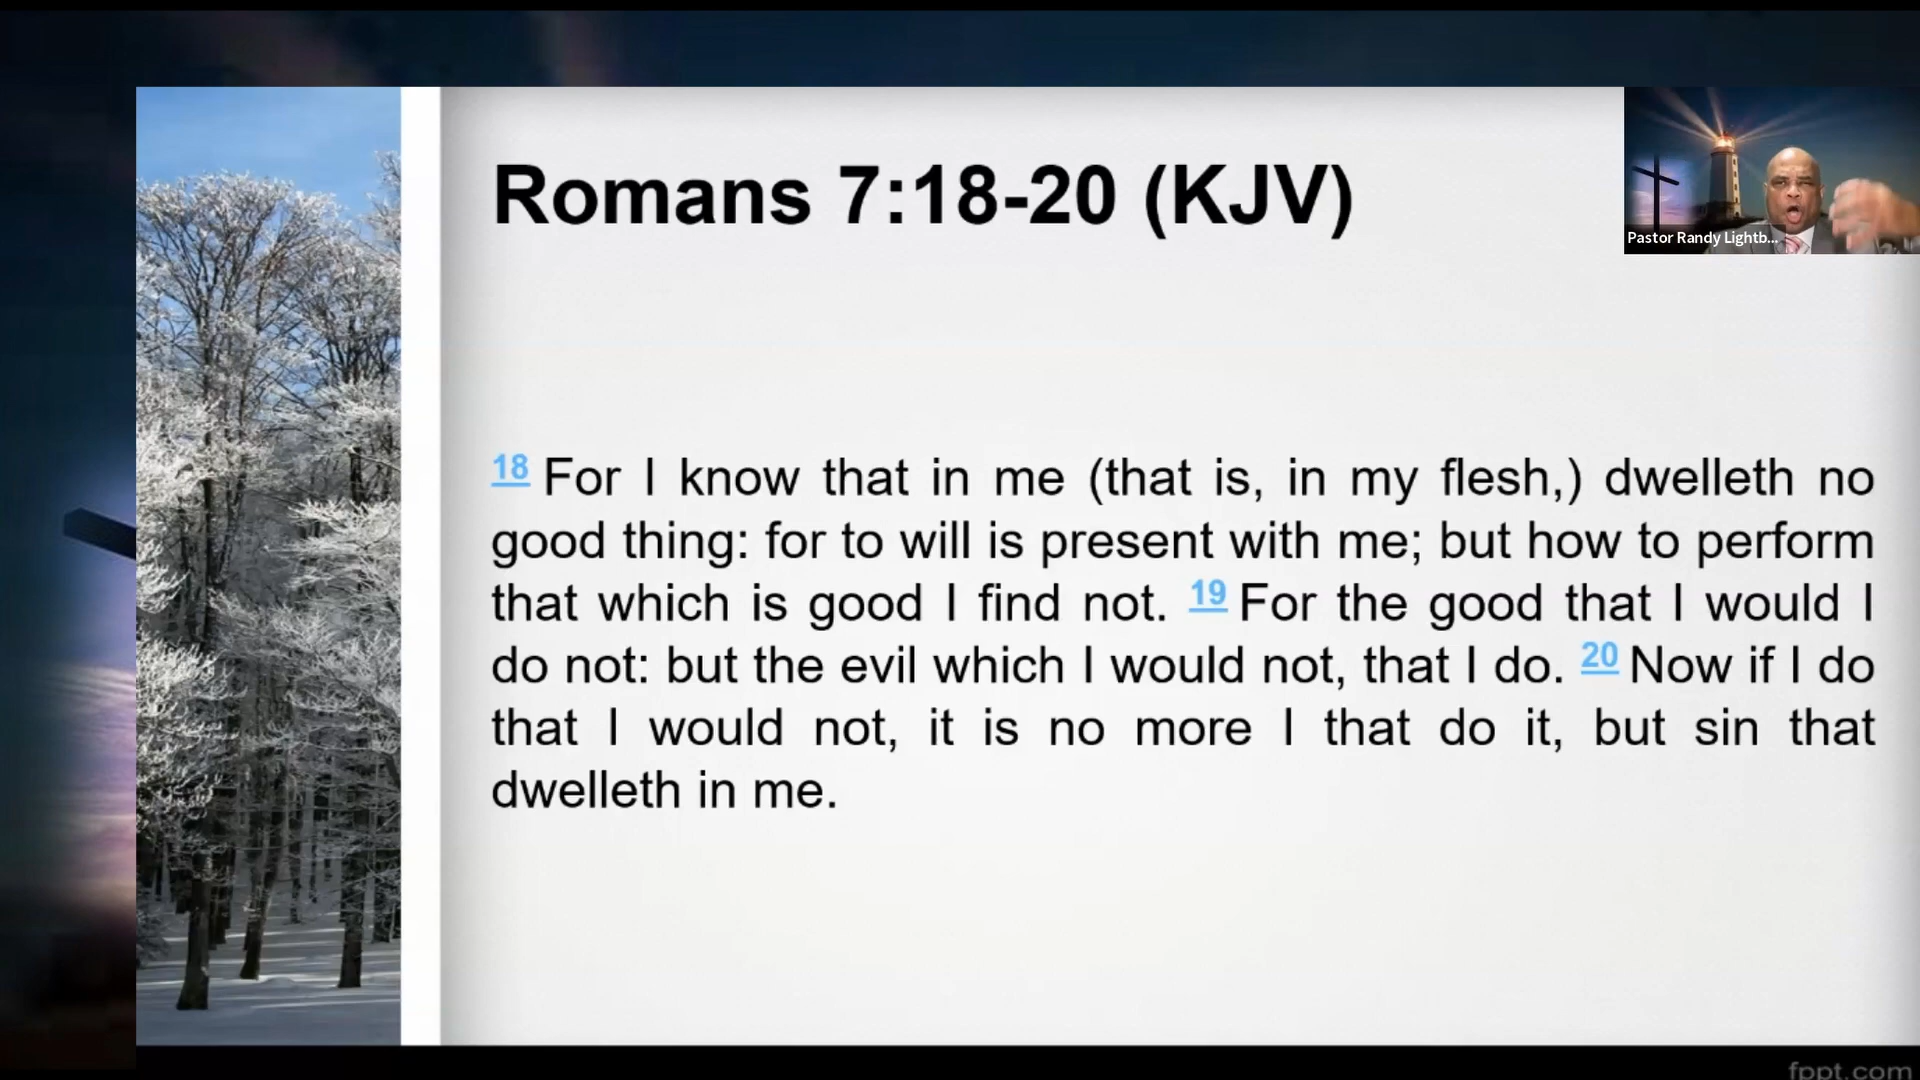 Romans 7:18-20 (KJV)
Pastor Randy Lightb...
18 For I know that in me (that is, in my flesh,) dwelleth no
good thing: for to will is present with me; but how to perform
that which is good I find not. 19 For the good that I would I
do not: but the evil which I would not, that I do. 20 Now if I do
that I would not, it is no more I that do it, but sin that
dwelleth in me.
fppt.com